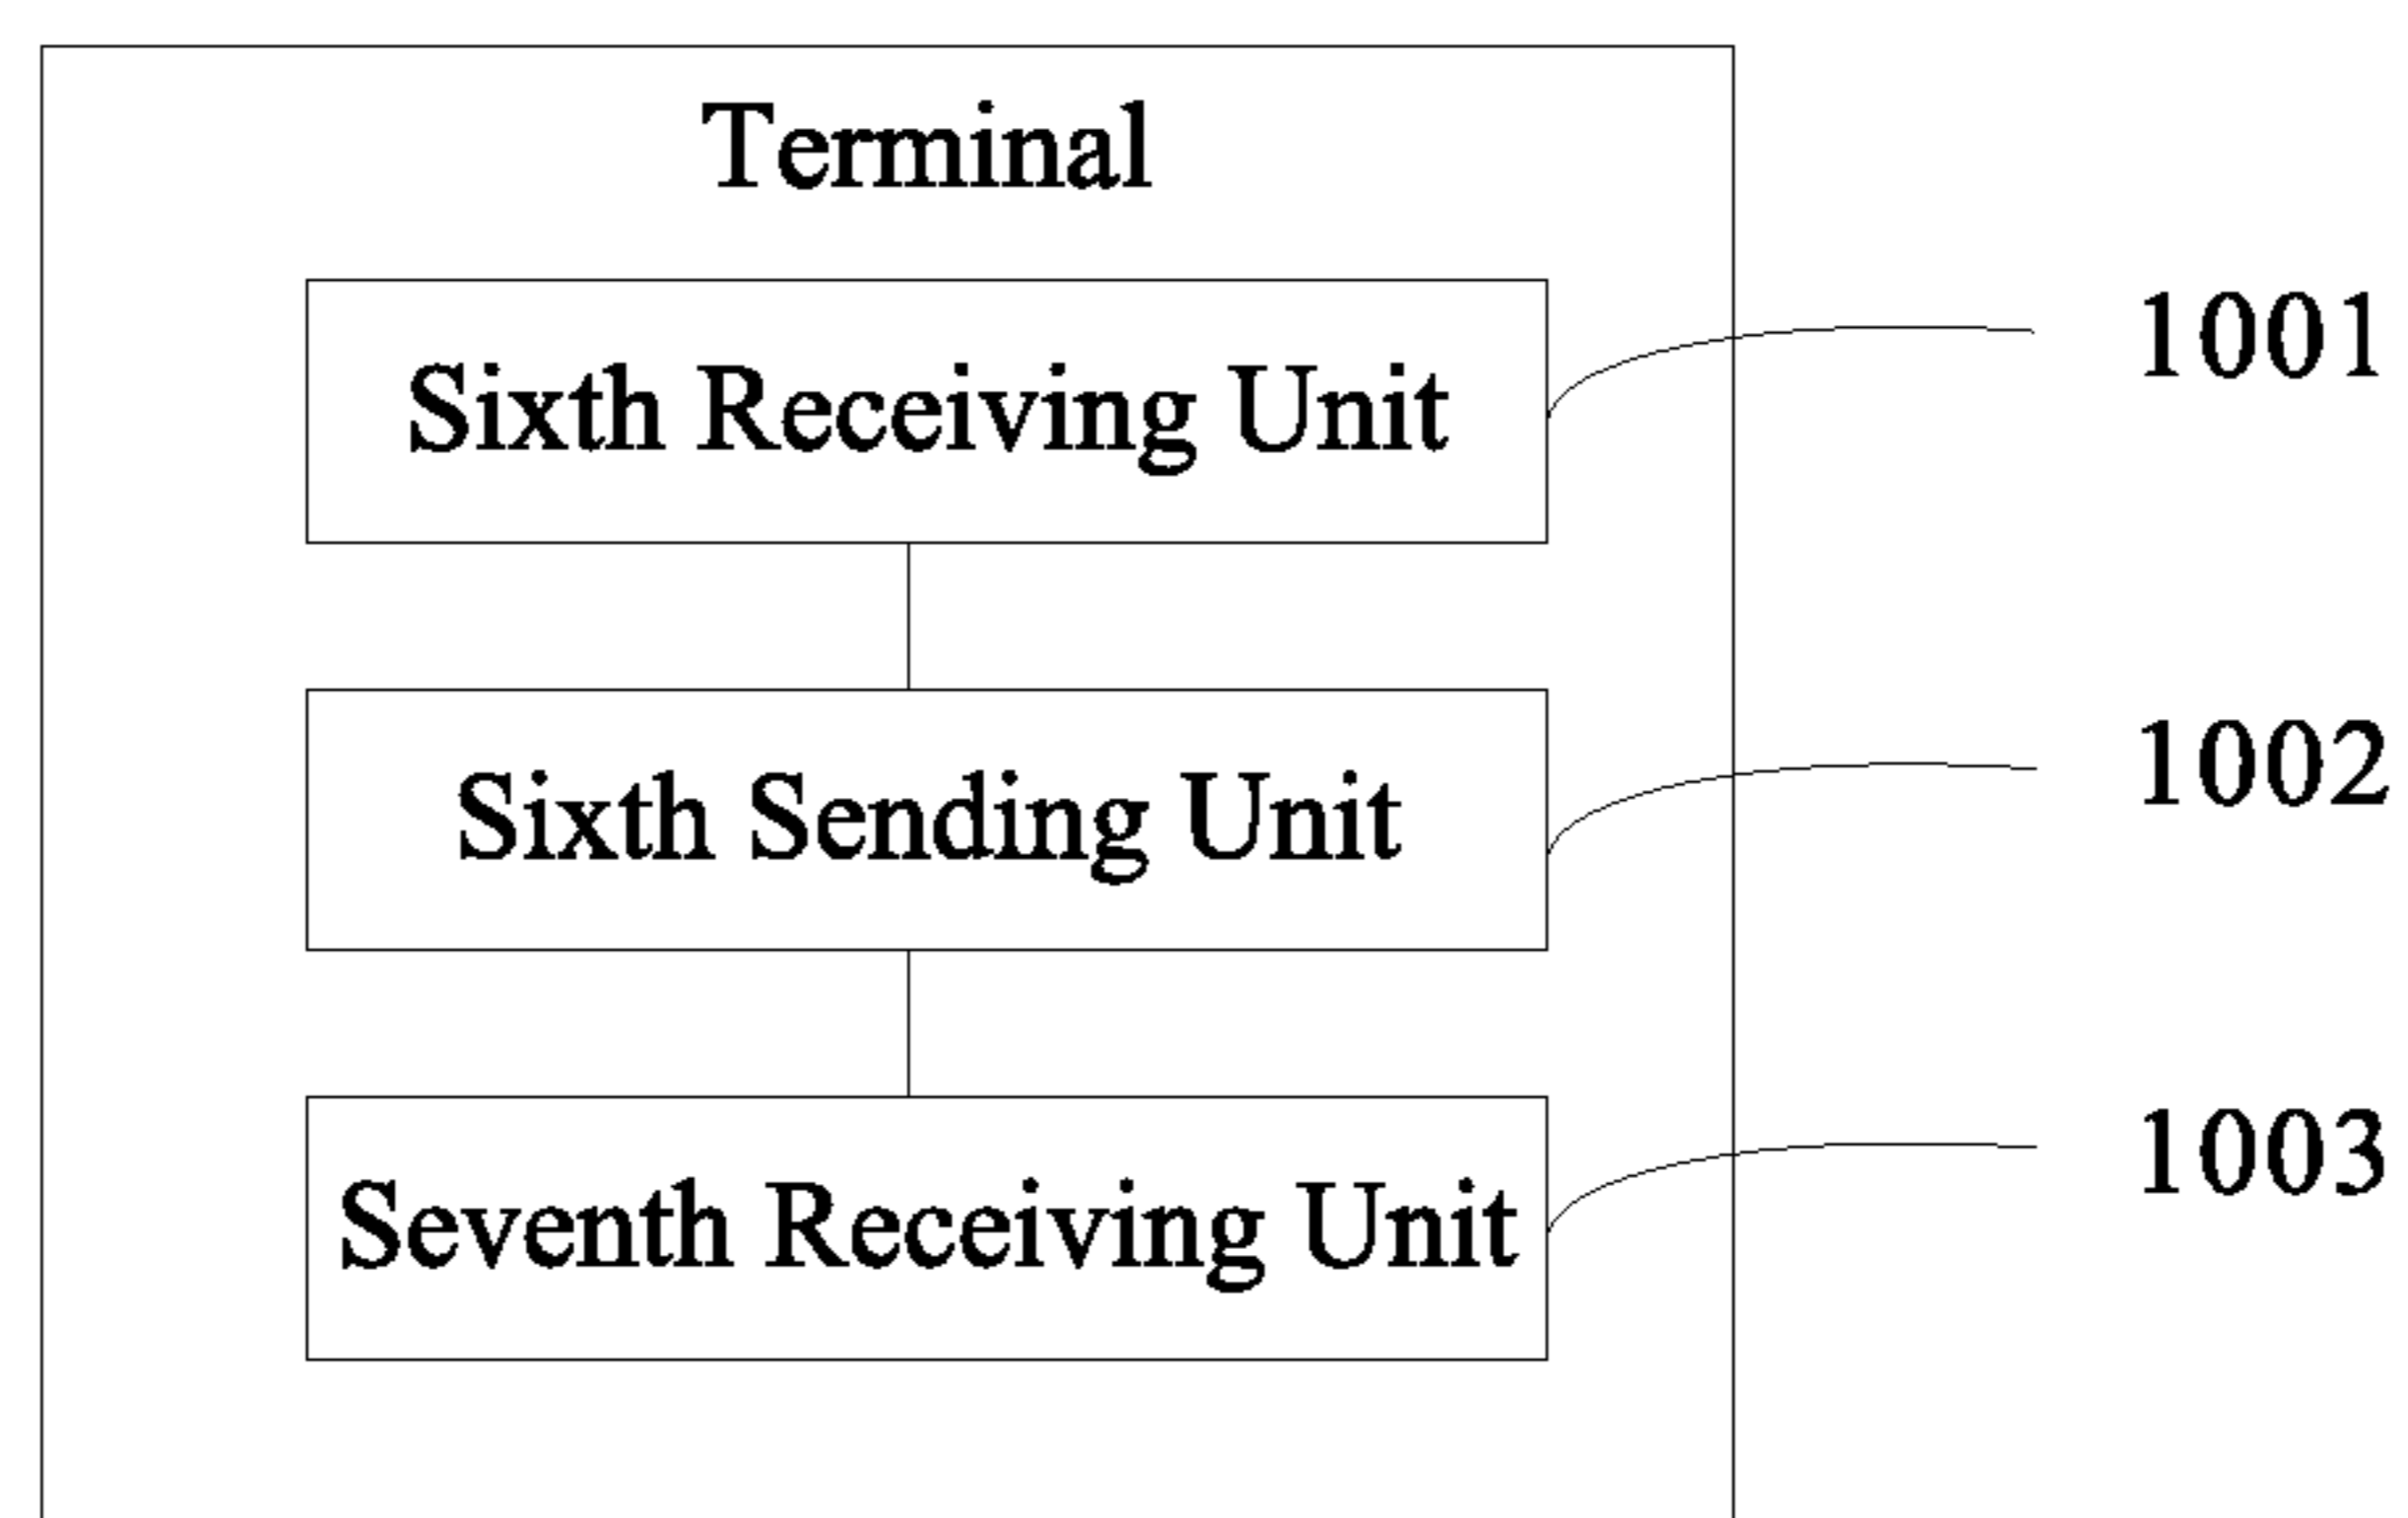 Terminal
Sixth Receiving Unit
1001
Sixth Sending Unit
1002
Seventh Receiving Unit
1003